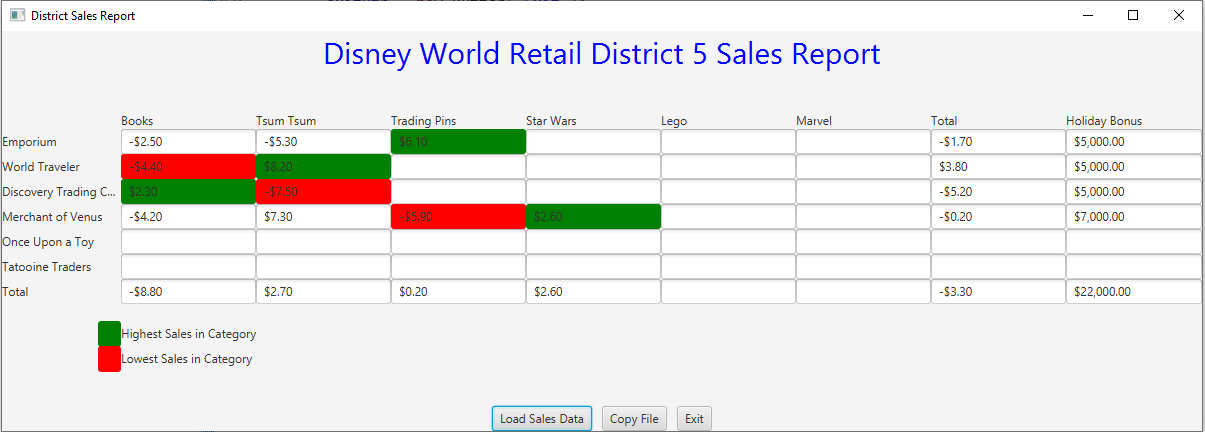 District Sales Report
Disney World Retail District 5 Sales Report
Books Tsum Tsum Trading Pins Star Wars Lego Marvel Total Holiday Bonus
Emporium -$2.50 -$5.30 $6.10 -$1.70 $5,000.00
World Traveler -$4.40 $8.20 $3.80 $5,000.00
Discovery Trading C... $2.30 -$7.50 -$5.20 $5,000.00
Merchant of Venus -$4.20 $7.30 -$5.90 $2.60 -$0.20 $7,000.00
Once Upon a Toy
Tatooine Traders
Total -$8.80 $2.70 $0.20 $2.60 -$3.30 $22,000.00
Highest Sales in Category
Lowest Sales in Category
Load Sales Data Copy File Exit